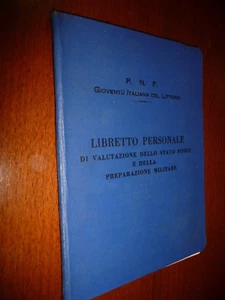 P. N. F.
GIOVENTÙ ITALIANA DEL LITTORIO
LIBRETTO PERSONALE
DI VALUTAZIONE DELLO STATO FISICO
E DELLA
PREPARAZIONE MILITARE